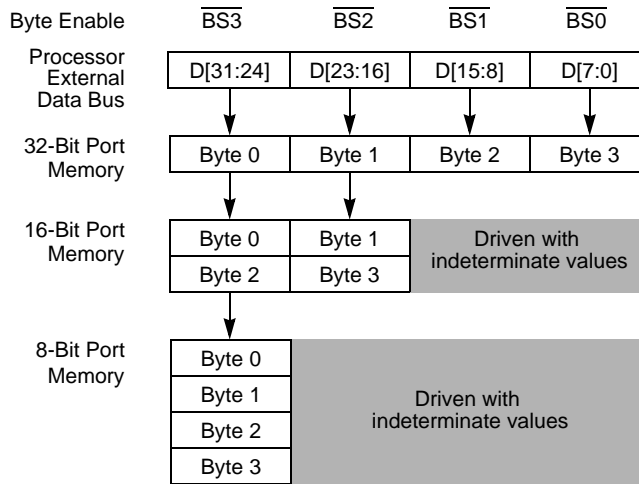 Byte Enable BS3 BS2 BS1 BS0
Processor
External
Data Bus
D[31:24] D[23:16] D[15:8] D[7:0]
32-Bit Port
Memory
Byte 0 Byte 1 Byte 2 Byte 3
16-Bit Port
Memory
Byte 0 Byte 1
Byte 2 Byte 3
Driven with
indeterminate values
8-Bit Port
Memory
Byte 0
Byte 1
Byte 2
Byte 3
Driven with
indeterminate values